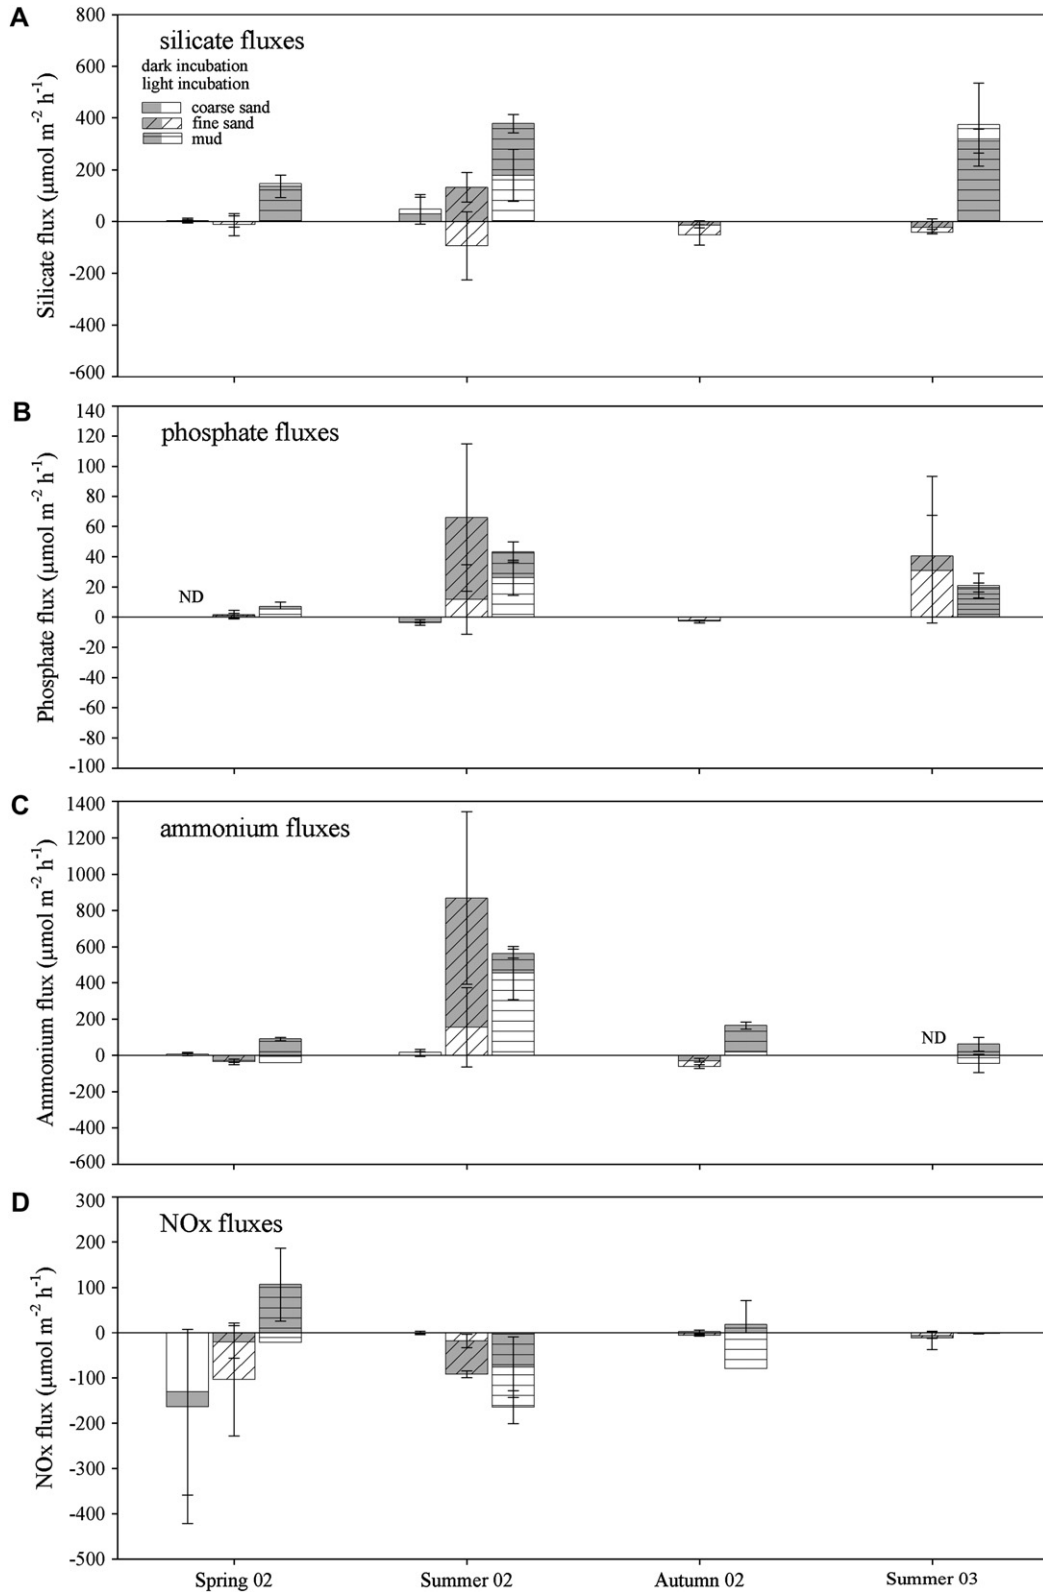 A
silicate fluxes
dark incubation
light incubation
coarse sand
fine sand
mud
Silicate flux (µmol m⁻² h⁻¹)
800
600
400
200
0
-200
-400
-600
B
phosphate fluxes
ND
Phosphate flux (µmol m⁻² h⁻¹)
140
120
100
80
60
40
20
0
-20
-40
-60
-80
-100
C
ammonium fluxes
ND
Ammonium flux (µmol m⁻² h⁻¹)
1400
1200
1000
800
600
400
200
0
-200
-400
-600
D
NOx fluxes
NOx flux (µmol m⁻² h⁻¹)
300
200
100
0
-100
-200
-300
-400
-500
Spring 02 Summer 02 Autumn 02 Summer 03